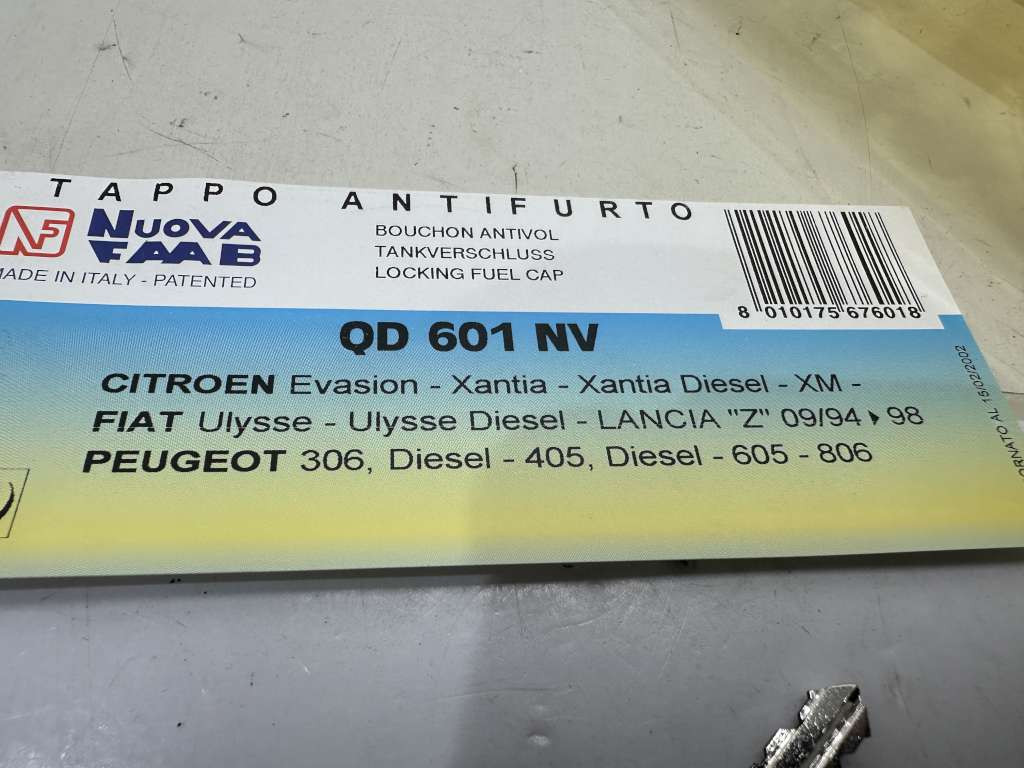 TAPPO ANTIFURTO
NF
NUOVA
FAAB
MADE IN ITALY - PATENTED
BOUCHON ANTIVOL
TANKVERSCHLUSS
LOCKING FUEL CAP
8 010175 676018
QD 601 NV
CITROEN Evasion - Xantia - Xantia Diesel - XM -
FIAT Ulysse - Ulysse Diesel - LANCIA "Z" 09/94 ▸ 98
PEUGEOT 306, Diesel - 405, Diesel - 605 - 806
AL 15/02/2002